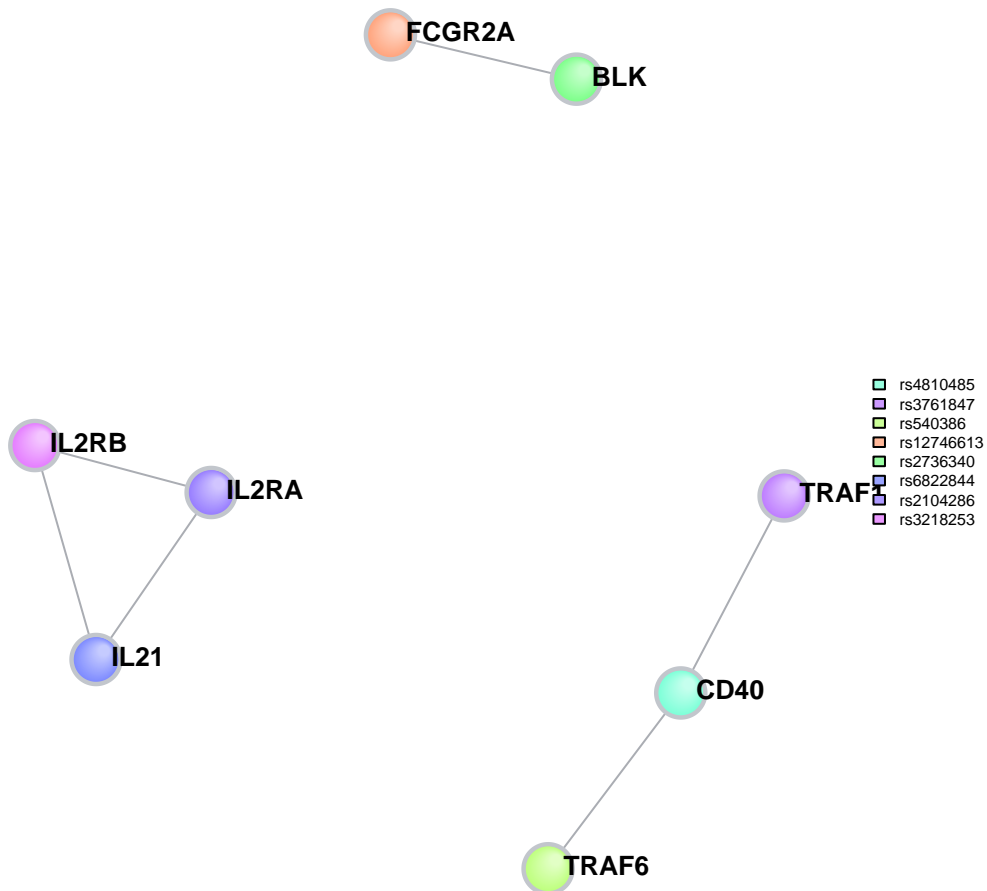 FCGR2A
BLK
rs4810485
rs3761847
rs540386
rs12746613
rs2736340
rs6822844
rs2104286
rs3218253
IL2RB
IL2RA
TRAF1
IL21
CD40
TRAF6